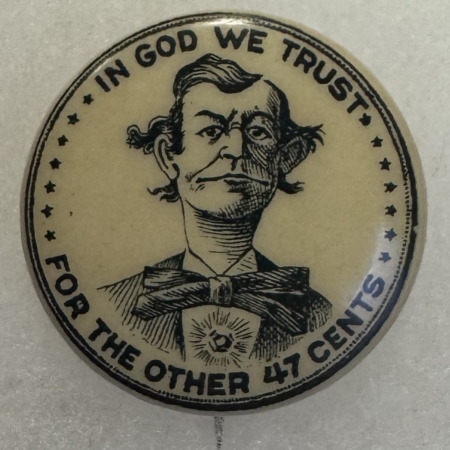 IN GOD WE TRUST
FOR THE OTHER 47 CENTS